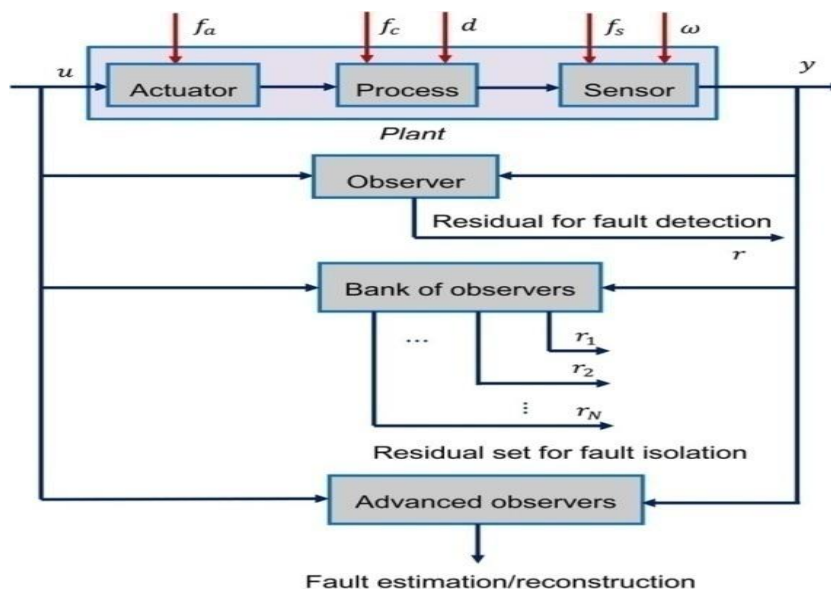 f_a f_c d f_s ω
u y
Actuator Process Sensor
Plant
Observer
Residual for fault detection
r
Bank of observers
... r_1
r_2
⋮ r_N
Residual set for fault isolation
Advanced observers
Fault estimation/reconstruction